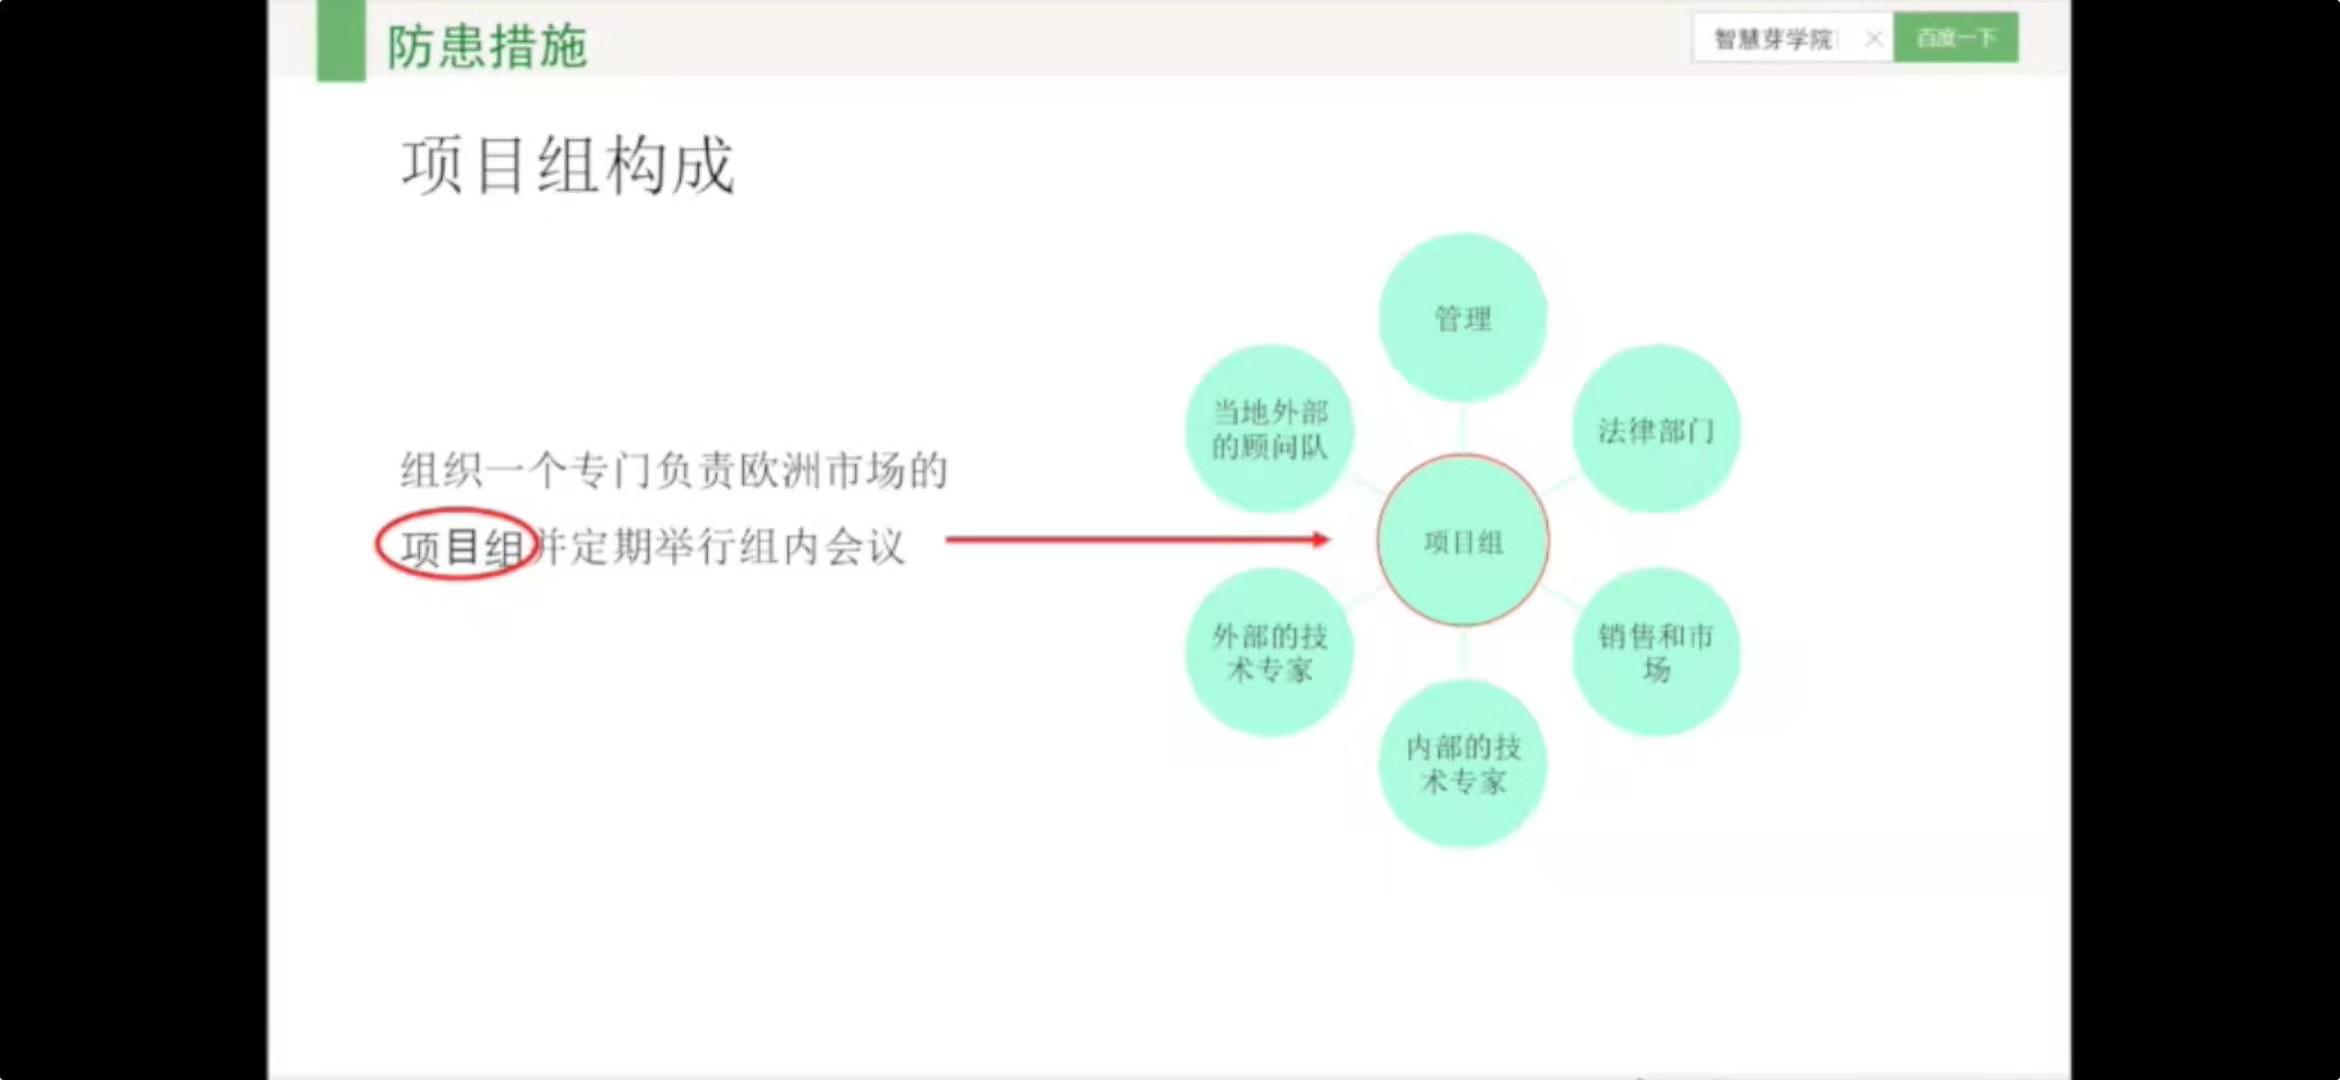 防患措施
智慧芽学院
百度一下
项目组构成
组织一个专门负责欧洲市场的
项目组并定期举行组内会议
管理
当地外部
的顾问队
法律部门
项目组
外部的技
术专家
销售和市
场
内部的技
术专家